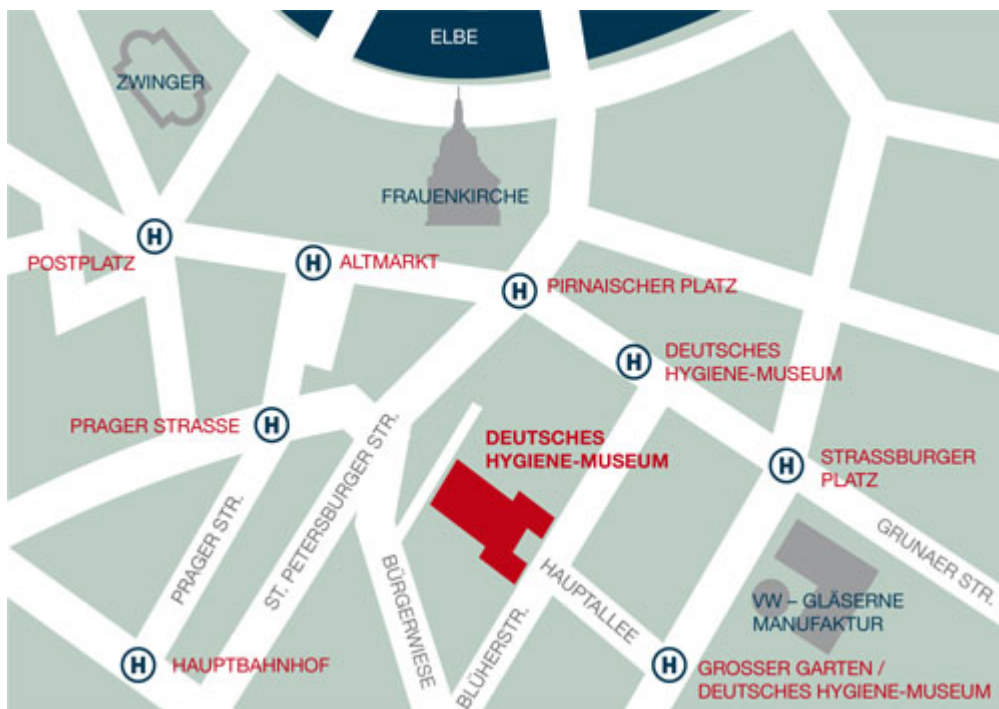 ELBE
ZWINGER
FRAUENKIRCHE
H
POSTPLATZ
H
ALTMARKT
H
PIRNAISCHER PLATZ
H
DEUTSCHES
HYGIENE-MUSEUM
PRAGER STRASSE
H
ST. PETERSBURGER STR.
DEUTSCHES
HYGIENE-MUSEUM
H
STRASSBURGER
PLATZ
PRAGER STR.
BÜRGERWIESE
HAUPTALLEE
GRUNAER STR.
VW – GLÄSERNE
MANUFAKTUR
BLÜHERSTR.
H
HAUPTBAHNHOF
H
GROSSER GARTEN /
DEUTSCHES HYGIENE-MUSEUM